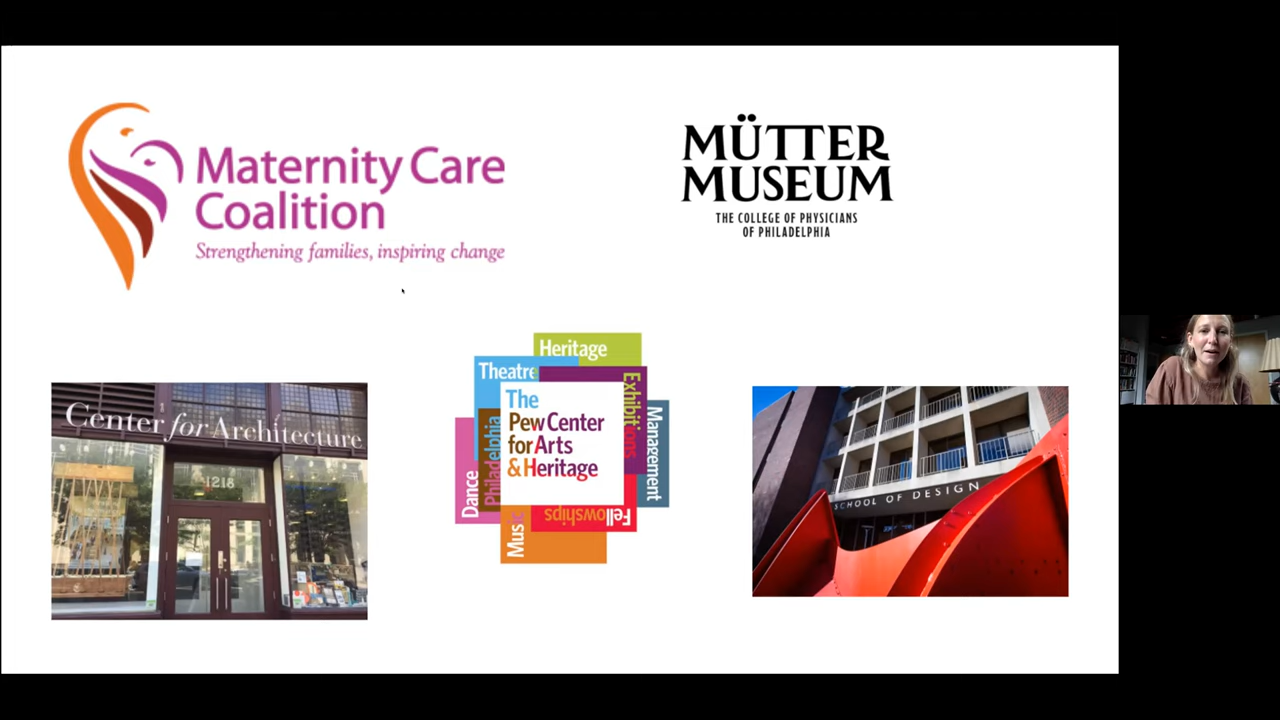 Maternity Care
Coalition
Strengthening families, inspiring change
MÜTTER
MUSEUM
THE COLLEGE OF PHYSICIANS
OF PHILADELPHIA
Center for Architecture
1218
Heritage
Theatre
Exhibitions
Management
The
Pew Center
for Arts
& Heritage
Philadelphia
Dance
Music
Fellowships
SCHOOL OF DESIGN